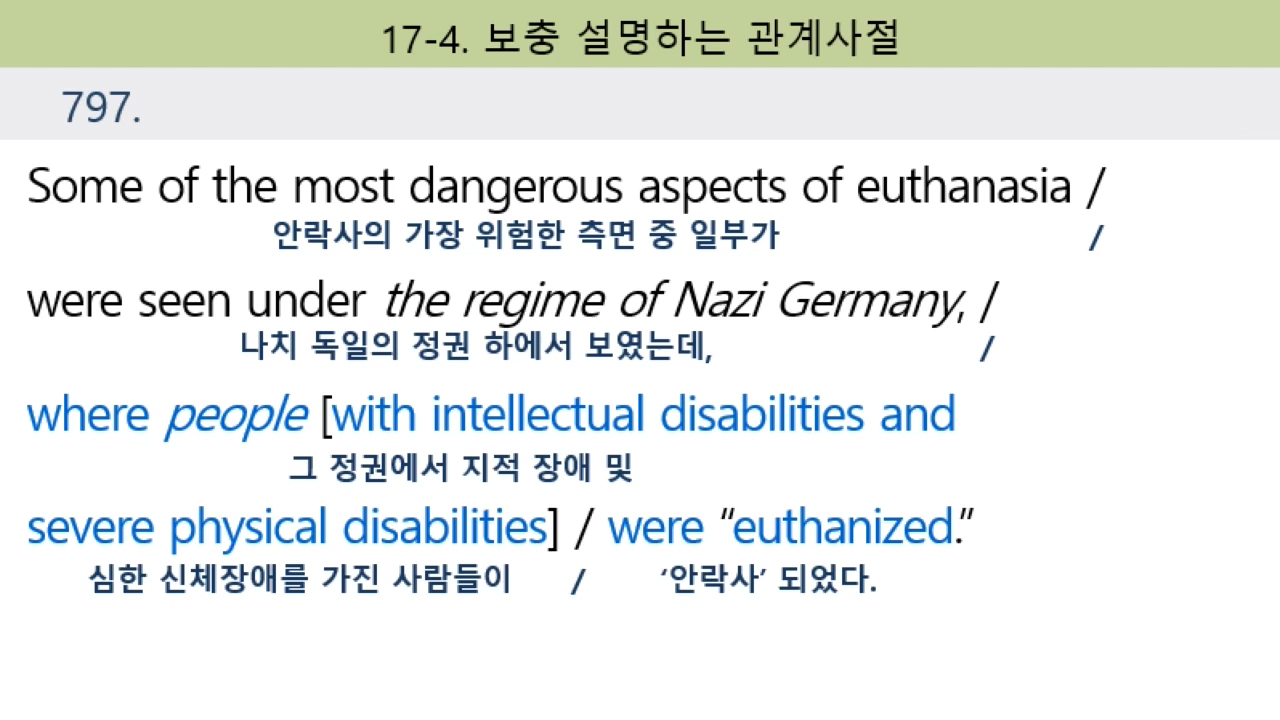 17-4. 보충 설명하는 관계사절
797.
Some of the most dangerous aspects of euthanasia /
안락사의 가장 위험한 측면 중 일부가 /
were seen under the regime of Nazi Germany, /
나치 독일의 정권 하에서 보였는데, /
where people [with intellectual disabilities and
그 정권에서 지적 장애 및
severe physical disabilities] / were “euthanized.”
심한 신체장애를 가진 사람들이 / ‘안락사’ 되었다.